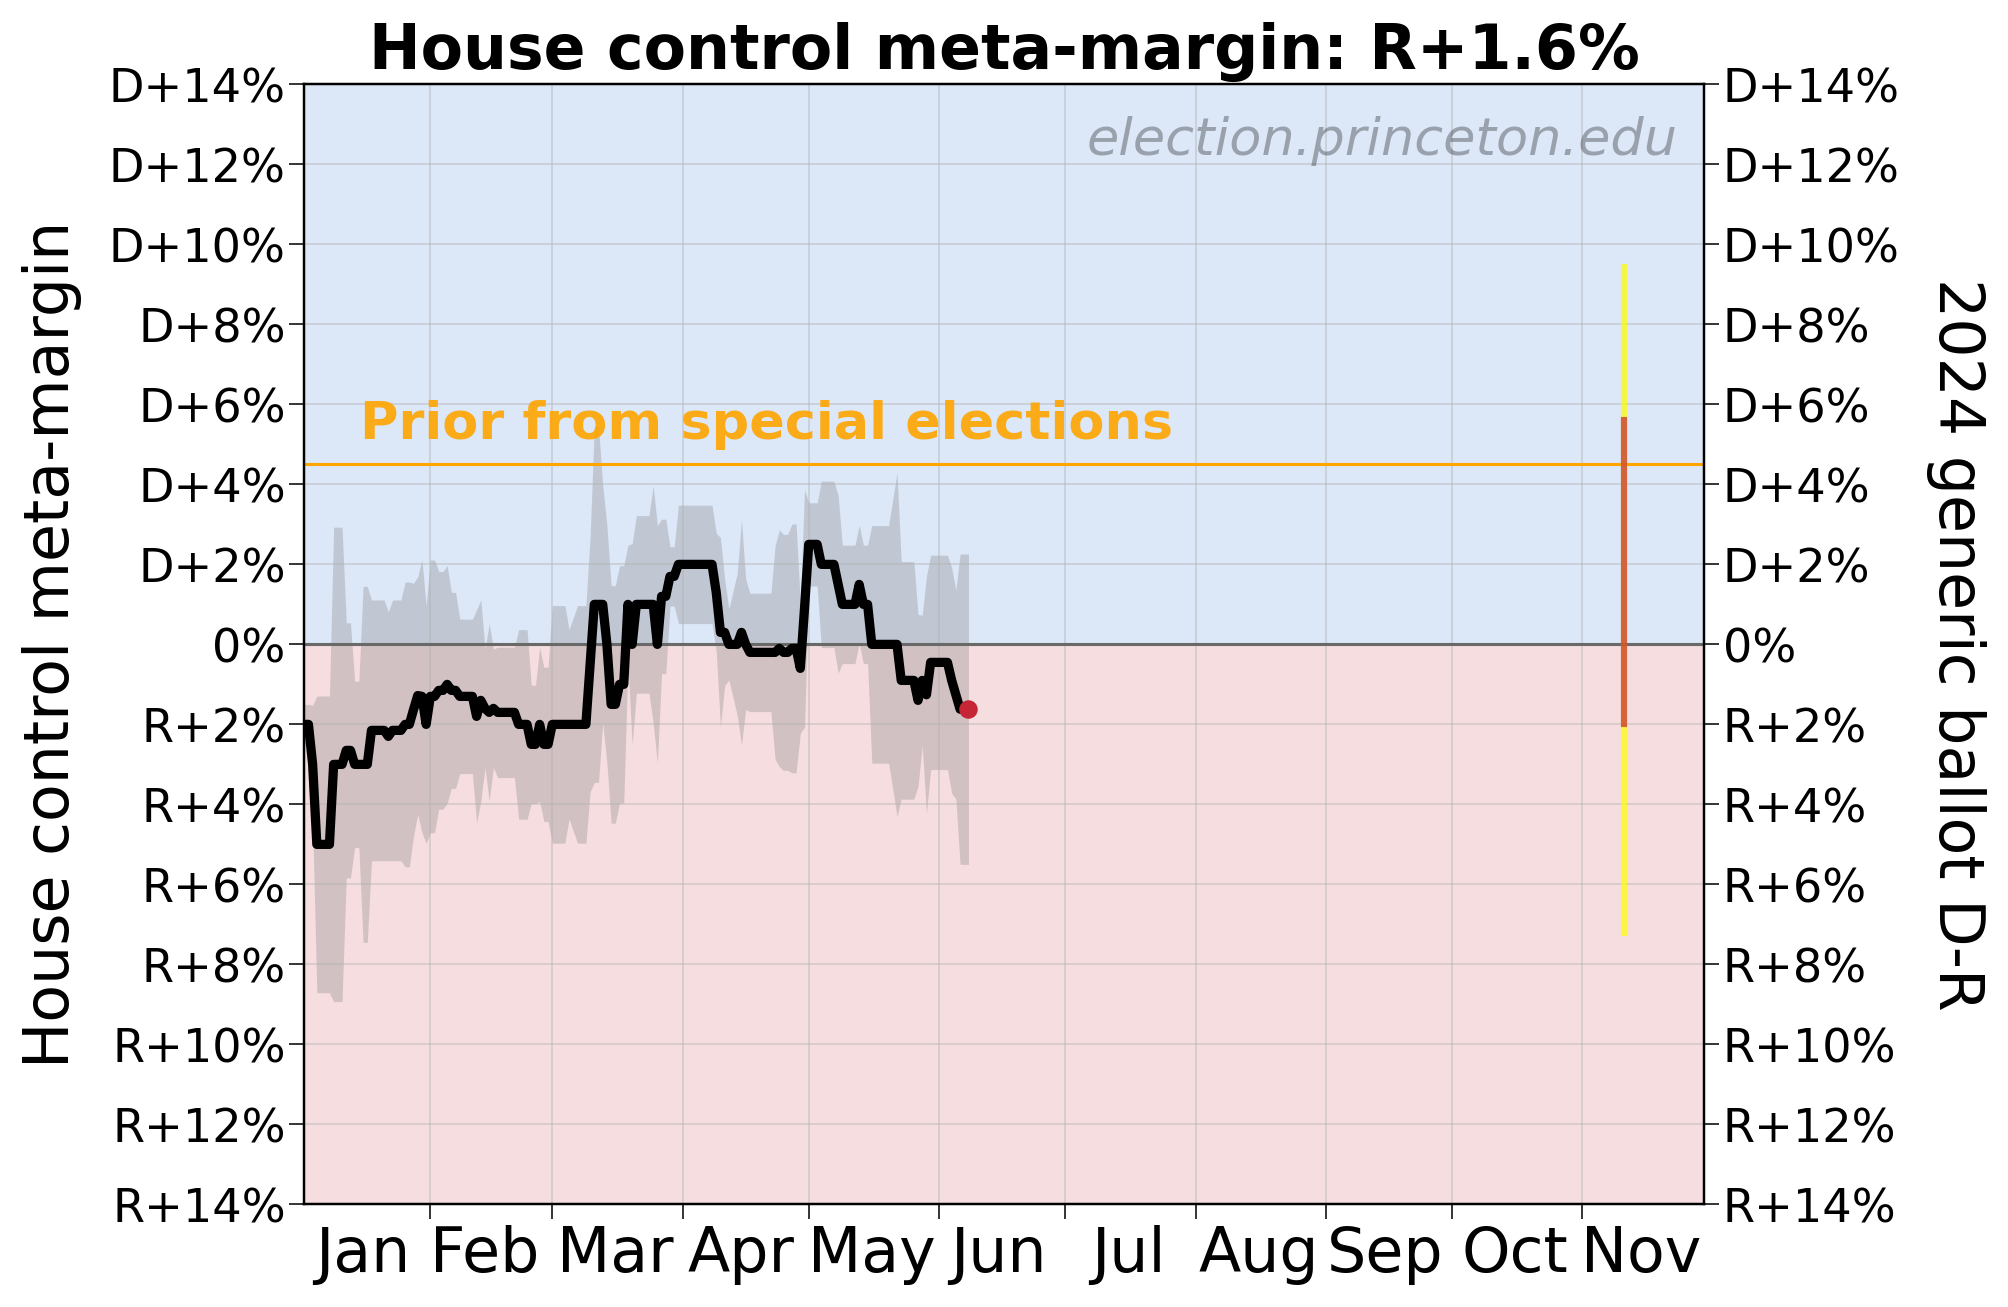 House control meta-margin: R+1.6%
House control meta-margin
D+14%
D+12%
D+10%
D+8%
D+6%
D+4%
D+2%
0%
R+2%
R+4%
R+6%
R+8%
R+10%
R+12%
R+14%
election.princeton.edu
Prior from special elections
D+14%
D+12%
D+10%
D+8%
D+6%
D+4%
D+2%
0%
R+2%
R+4%
R+6%
R+8%
R+10%
R+12%
R+14%
2024 generic ballot D-R
Jan Feb Mar Apr May Jun Jul Aug Sep Oct Nov